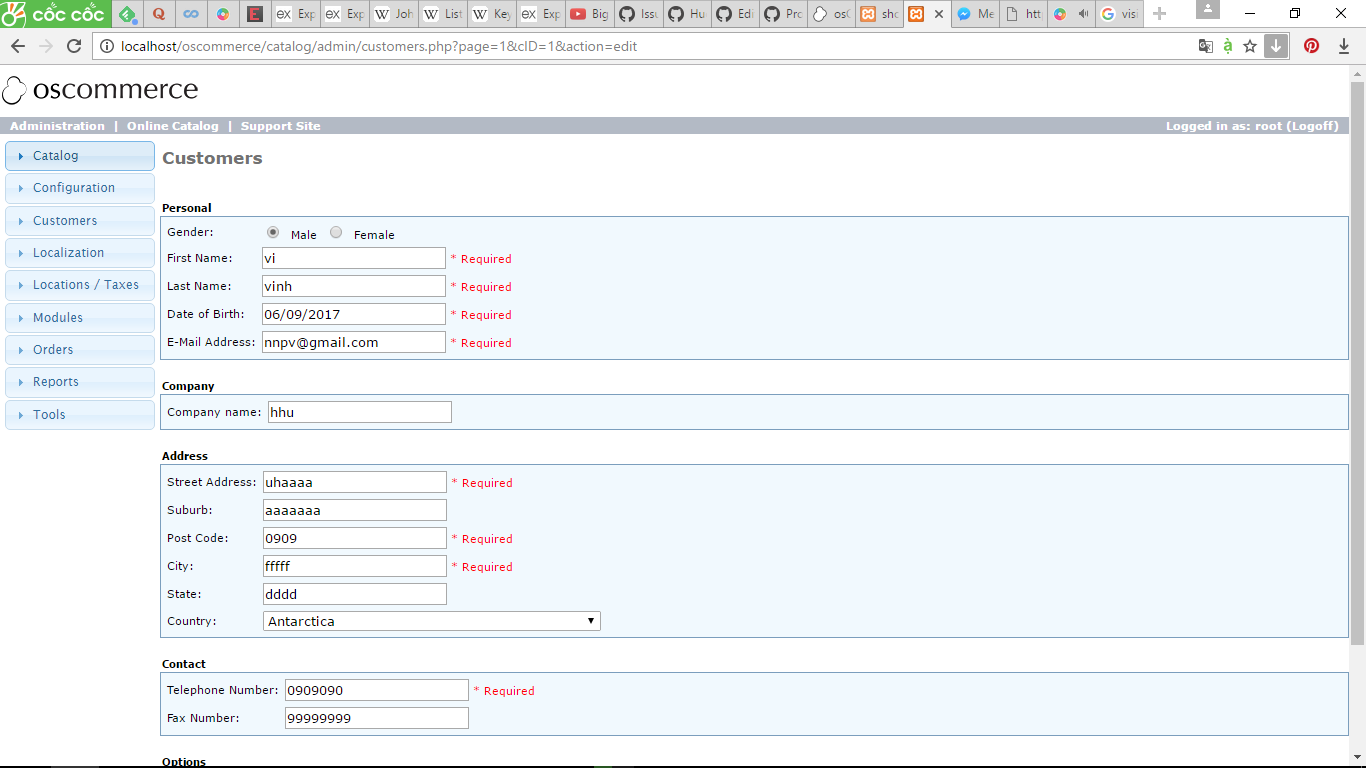 cốc cốc Exp Exp Joh List Key Exp Big Issu Hu Edi Pro osC sho Me htt visi
localhost/oscommerce/catalog/admin/customers.php?page=1&cID=1&action=edit
oscommerce
Administration | Online Catalog | Support Site Logged in as: root (Logoff)
Catalog
Configuration
Customers
Localization
Locations / Taxes
Modules
Orders
Reports
Tools
Customers
Personal
Gender: Male Female
First Name: vi * Required
Last Name: vinh * Required
Date of Birth: 06/09/2017 * Required
E-Mail Address: nnpv@gmail.com * Required
Company
Company name: hhu
Address
Street Address: uhaaaa * Required
Suburb: aaaaaaa
Post Code: 0909 * Required
City: fffff * Required
State: dddd
Country: Antarctica
Contact
Telephone Number: 0909090 * Required
Fax Number: 99999999
Options